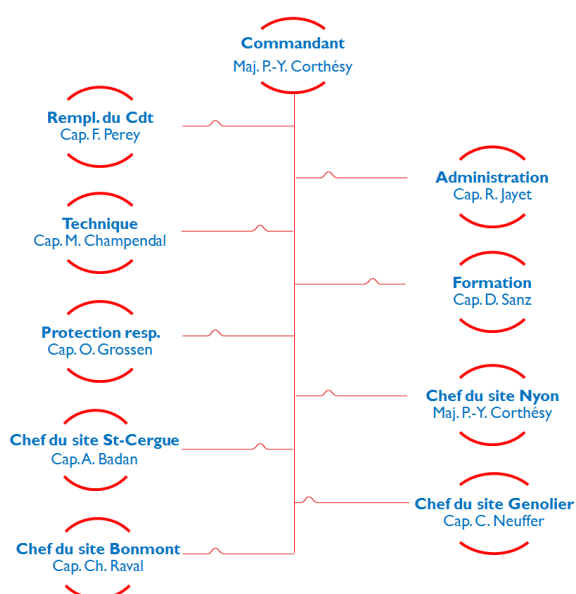 Commandant
Maj. P.-Y. Corthésy
Rempl. du Cdt
Cap. F. Perey
Administration
Cap. R. Jayet
Technique
Cap. M. Champendal
Formation
Cap. D. Sanz
Protection resp.
Cap. O. Grossen
Chef du site Nyon
Maj. P.-Y. Corthésy
Chef du site St-Cergue
Cap. A. Badan
Chef du site Genolier
Cap. C. Neuffer
Chef du site Bonmont
Cap. Ch. Raval